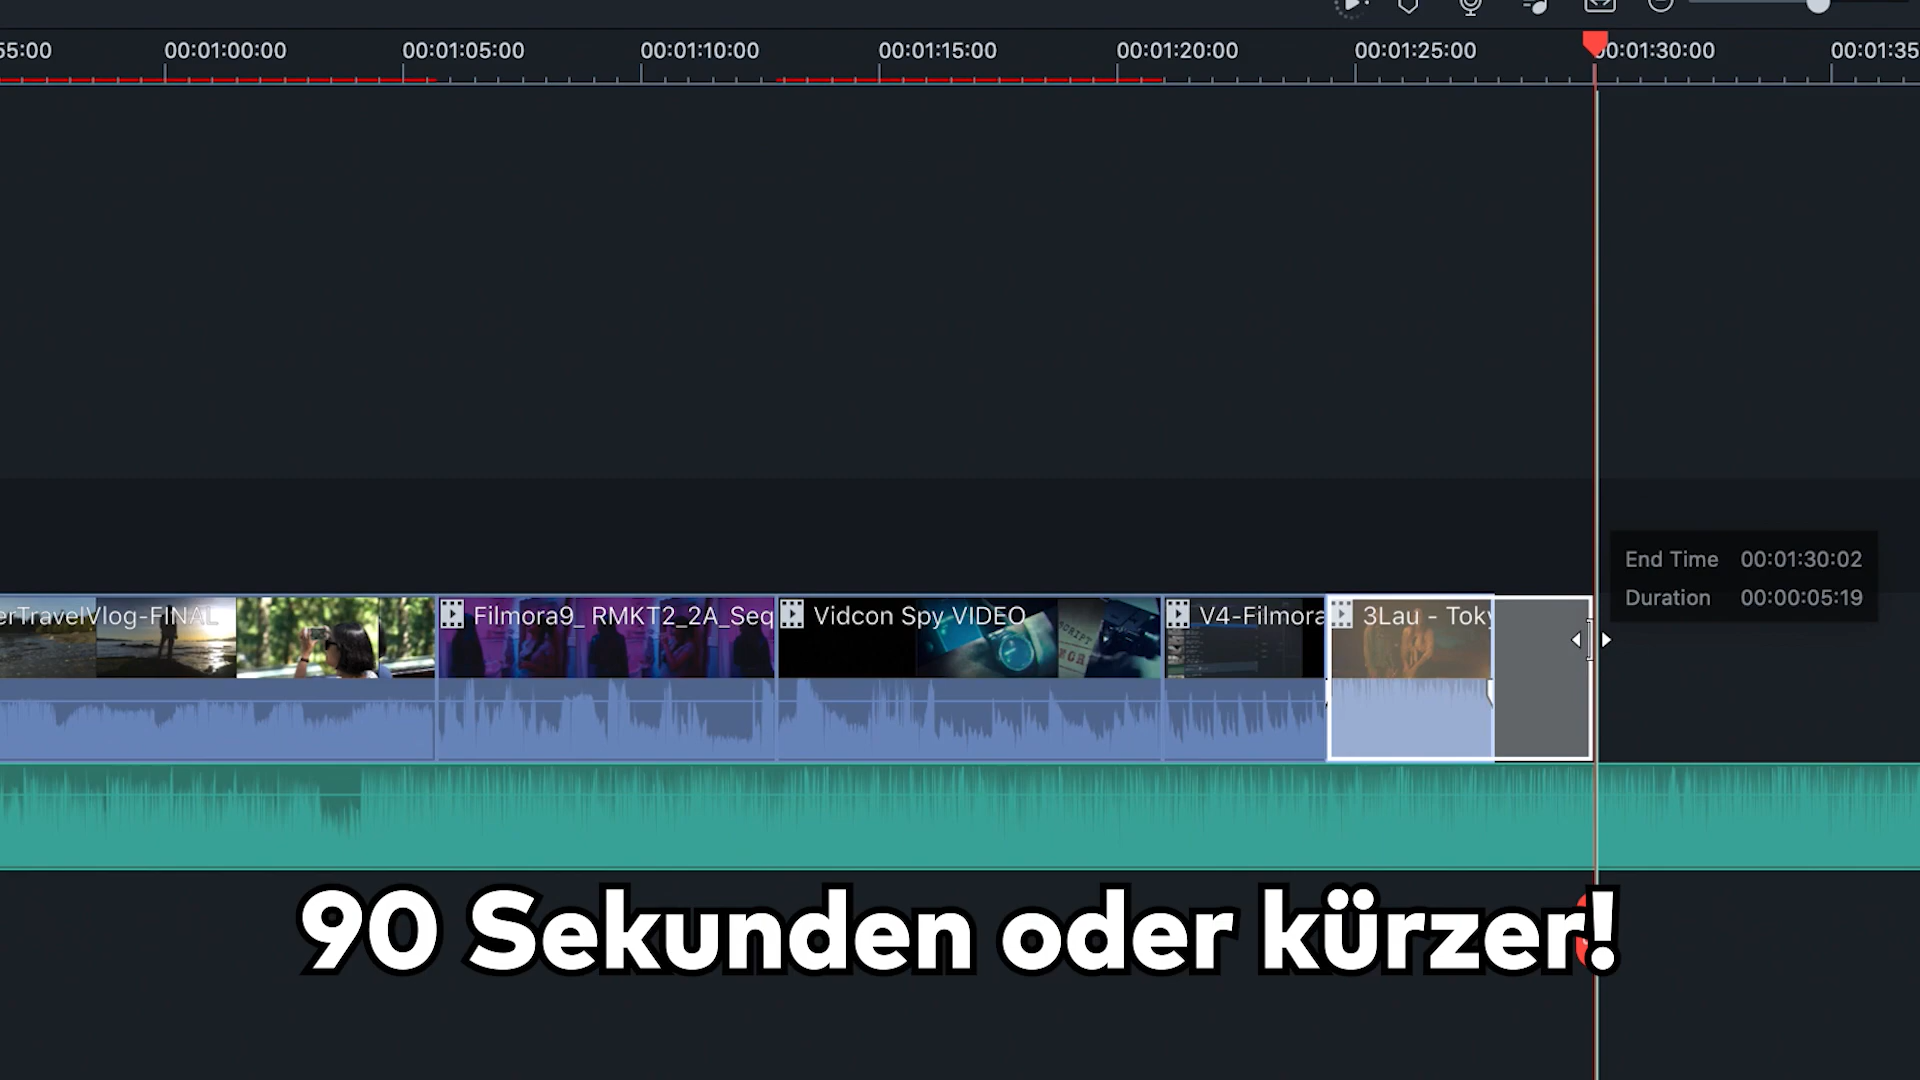 55:00 00:01:00:00 00:01:05:00 00:01:10:00 00:01:15:00 00:01:20:00 00:01:25:00 00:01:30:00 00:01:35
End Time 00:01:30:02
Duration 00:00:05:19
erTravelVlog-FINAL Filmora9_ RMKT2_2A_Seq Vidcon Spy VIDEO V4-Filmora 3Lau - Toky
SCRIPT
90 Sekunden oder kürzer!